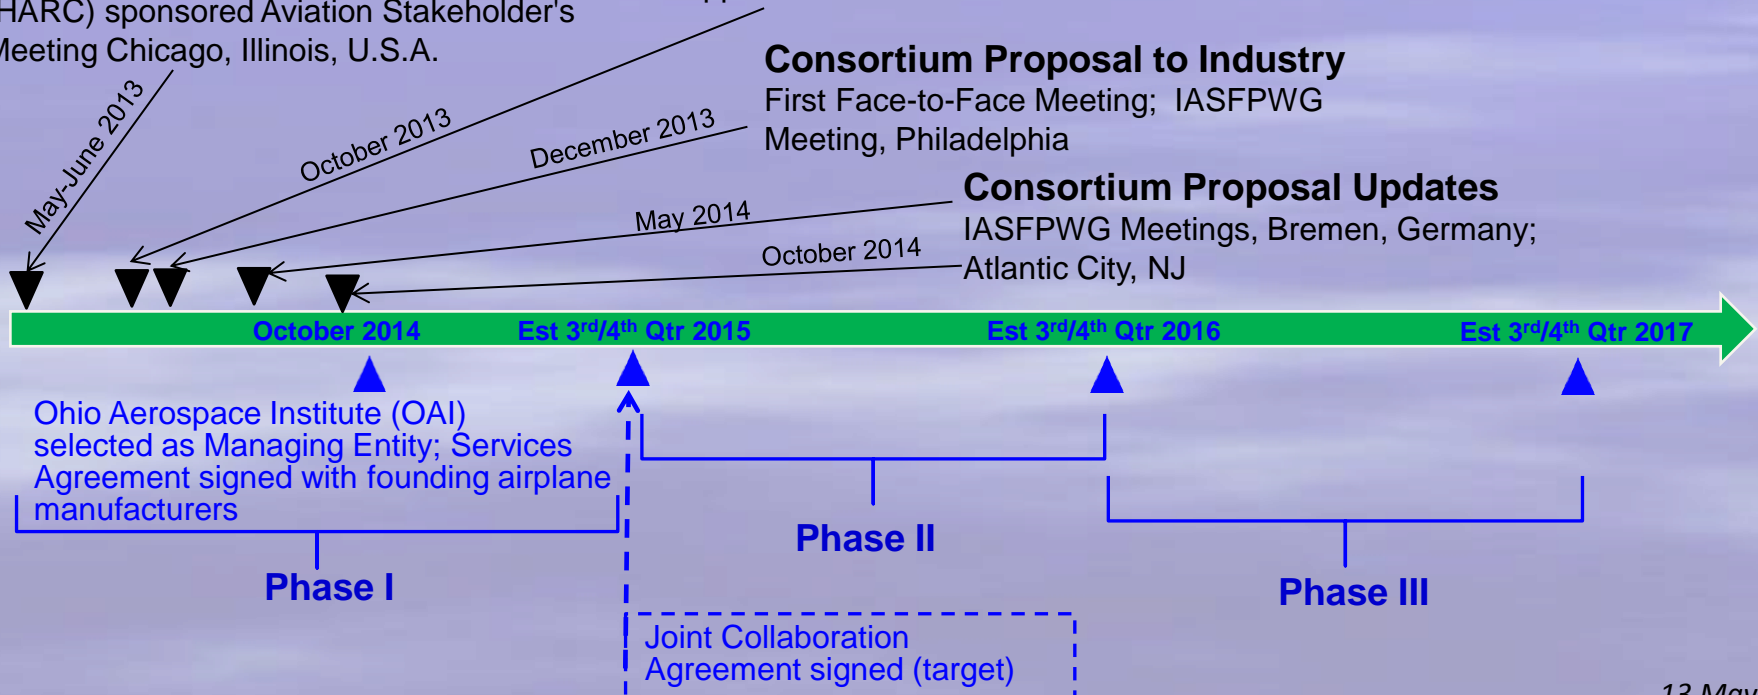 HARC) sponsored Aviation Stakeholder's
Meeting Chicago, Illinois, U.S.A.
Consortium Proposal to Industry
First Face-to-Face Meeting; IASFPWG
Meeting, Philadelphia
Consortium Proposal Updates
IASFPWG Meetings, Bremen, Germany;
Atlantic City, NJ
May-June 2013
October 2013
December 2013
May 2014
October 2014
October 2014
Est 3rd/4th Qtr 2015
Est 3rd/4th Qtr 2016
Est 3rd/4th Qtr 2017
Ohio Aerospace Institute (OAI)
selected as Managing Entity; Services
Agreement signed with founding airplane
manufacturers
Phase I
Phase II
Phase III
Joint Collaboration
Agreement signed (target)
13 May